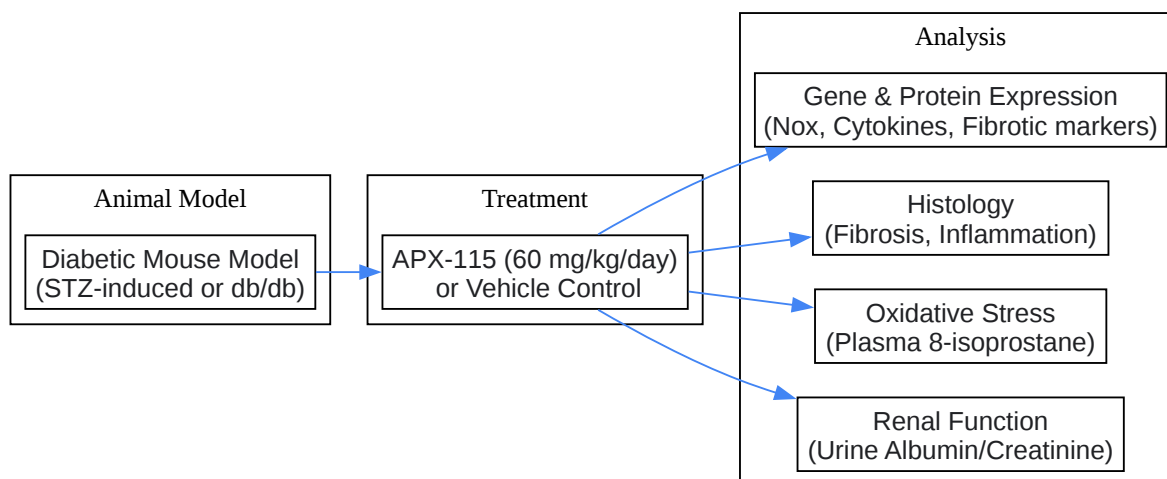 Animal Model
Diabetic Mouse Model
(STZ-induced or db/db)
Treatment
APX-115 (60 mg/kg/day)
or Vehicle Control
Analysis
Gene & Protein Expression
(Nox, Cytokines, Fibrotic markers)
Histology
(Fibrosis, Inflammation)
Oxidative Stress
(Plasma 8-isoprostane)
Renal Function
(Urine Albumin/Creatinine)